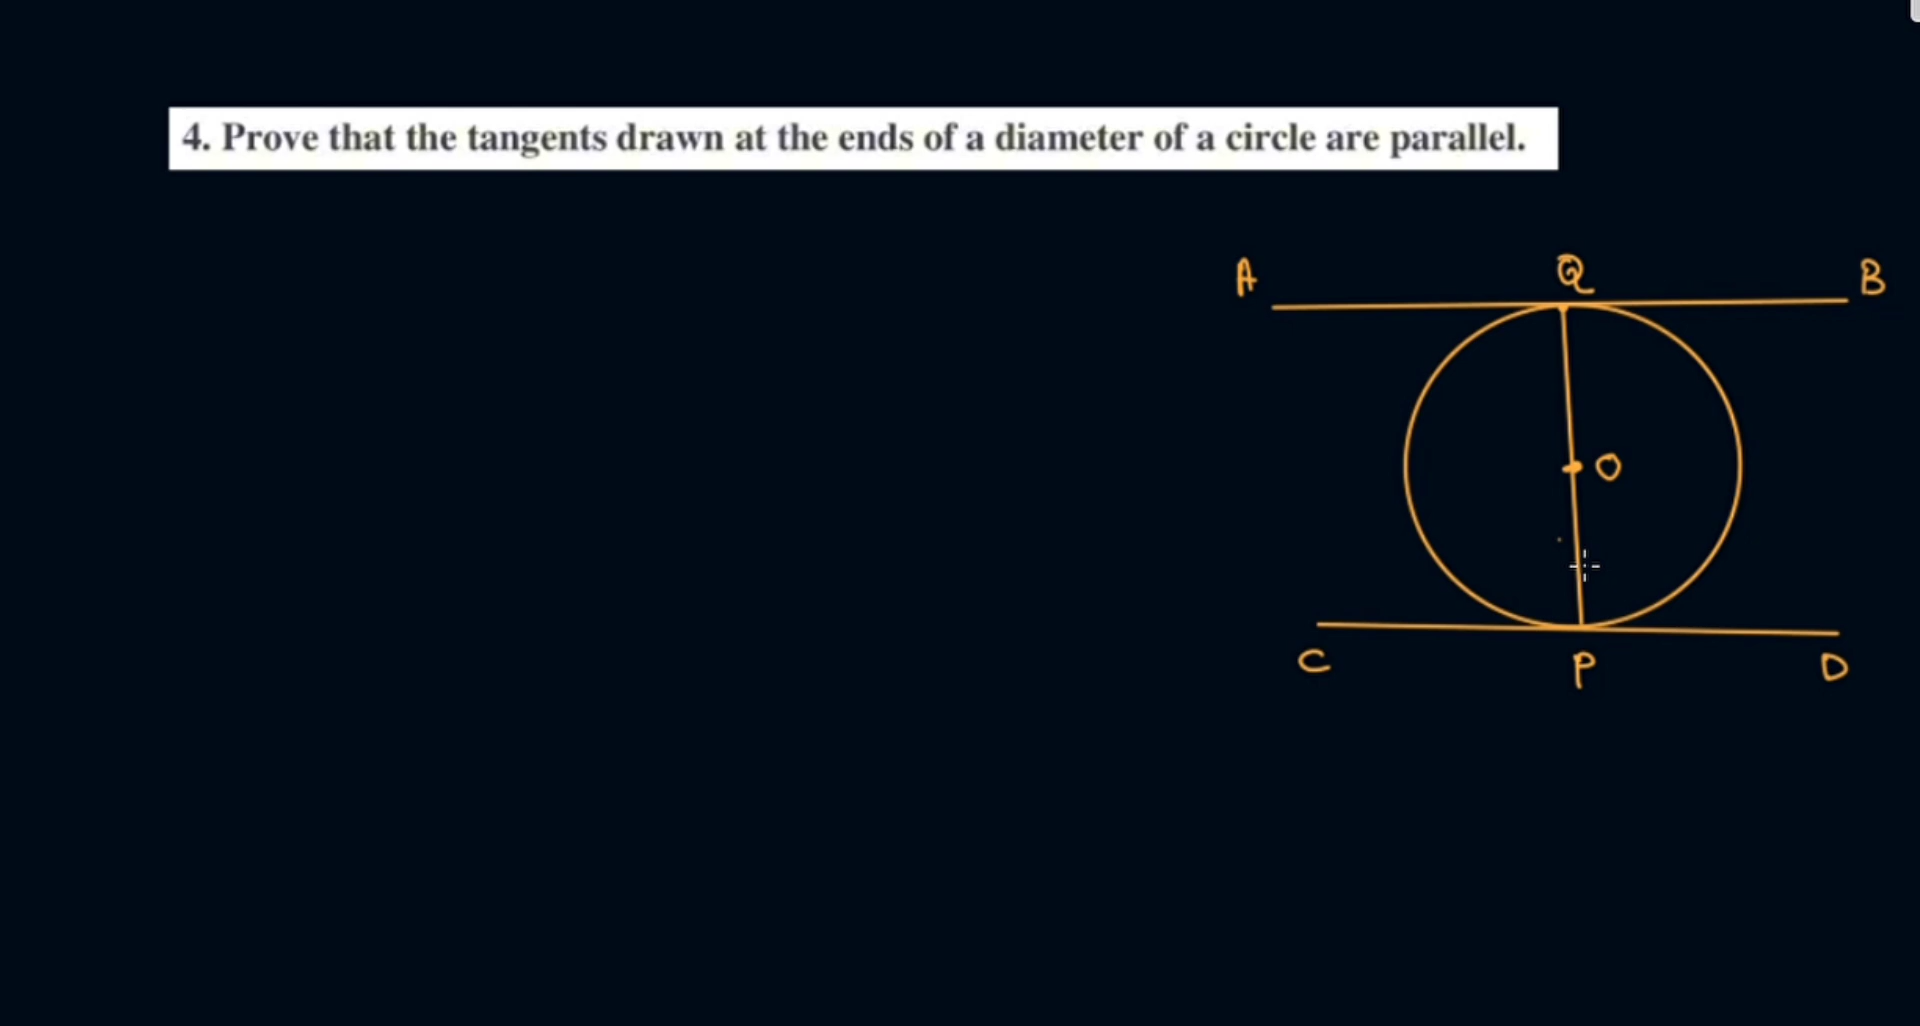 4. Prove that the tangents drawn at the ends of a diameter of a circle are parallel.
A Q B
O
C P D